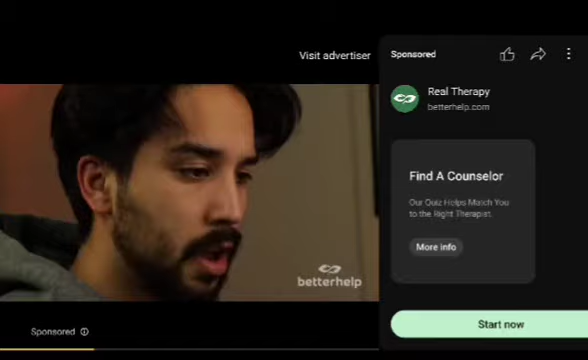 Visit advertiser
Sponsored
Real Therapy
betterhelp.com
Find A Counselor
Our Quiz Helps Match You
to the Right Therapist.
More info
betterhelp
Start now
Sponsored